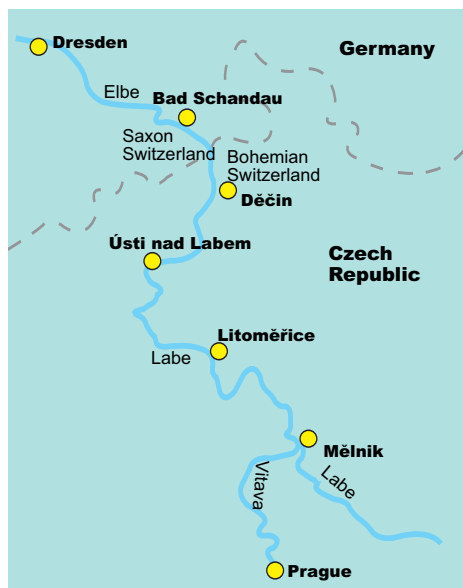 Dresden
Germany
Elbe
Bad Schandau
Saxon
Switzerland
Bohemian
Switzerland
Děčin
Ústi nad Labem
Czech
Republic
Litoměřice
Labe
Mělnik
Vltava
Labe
Prague